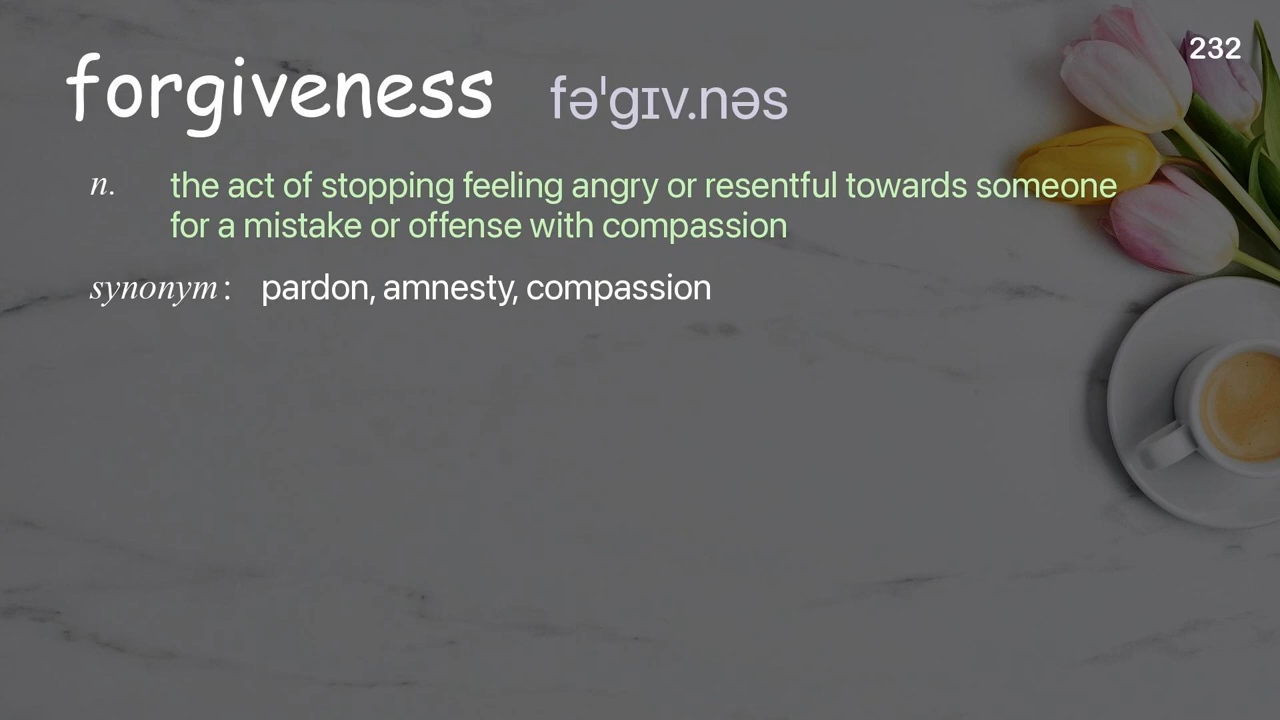 232
forgiveness fəˈgɪv.nəs
n. the act of stopping feeling angry or resentful towards someone
for a mistake or offense with compassion
synonym : pardon, amnesty, compassion